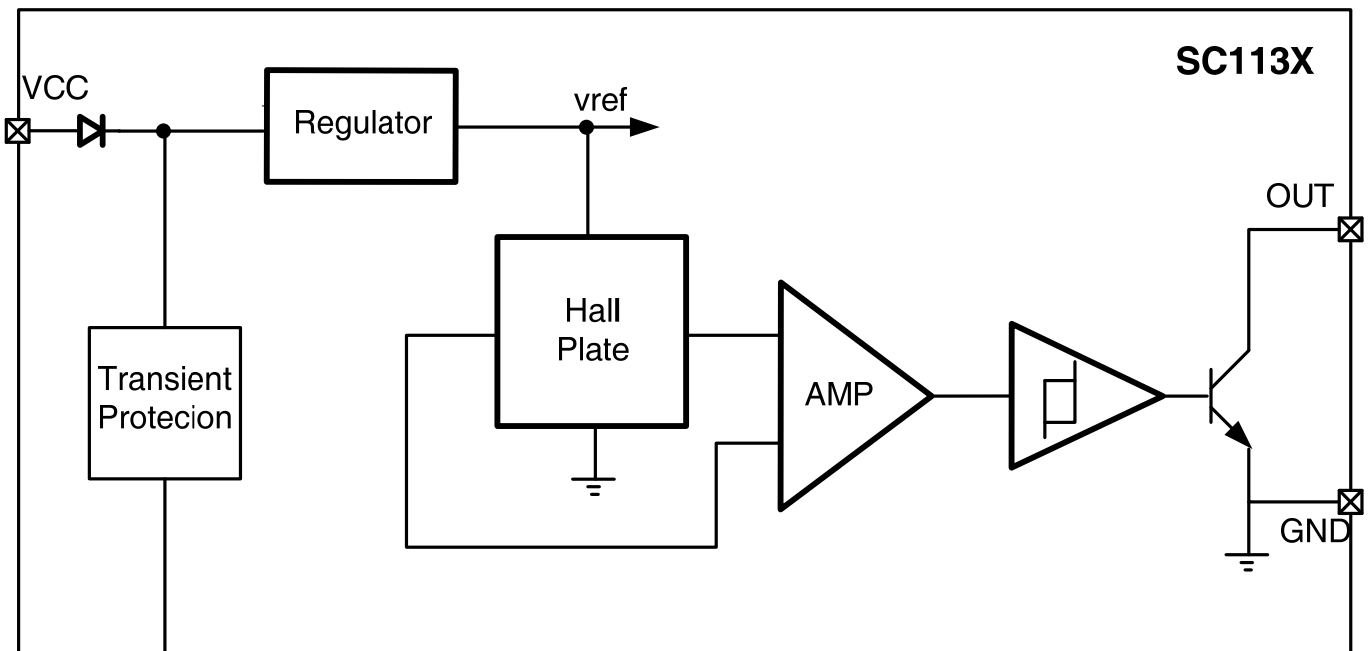 SC113X
VCC
Regulator
vref
OUT
Hall
Plate
Transient
Protecion
AMP
GND